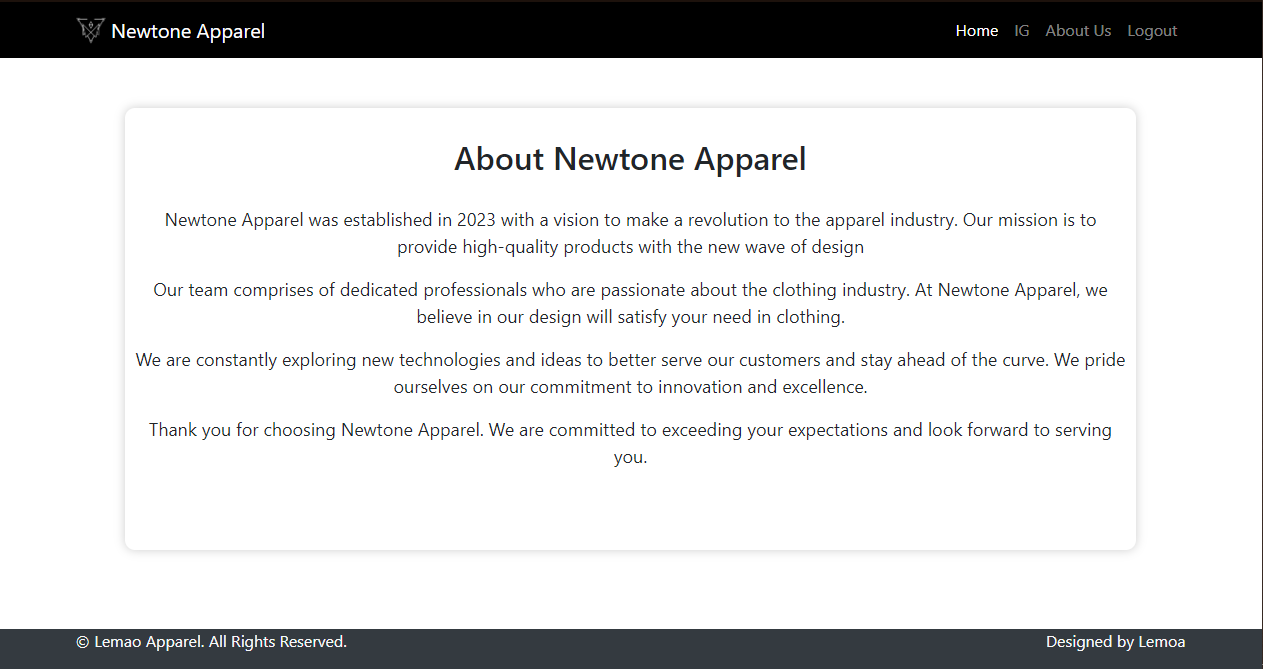 Newtone Apparel
Home IG About Us Logout
About Newtone Apparel
Newtone Apparel was established in 2023 with a vision to make a revolution to the apparel industry. Our mission is to
provide high-quality products with the new wave of design
Our team comprises of dedicated professionals who are passionate about the clothing industry. At Newtone Apparel, we
believe in our design will satisfy your need in clothing.
We are constantly exploring new technologies and ideas to better serve our customers and stay ahead of the curve. We pride
ourselves on our commitment to innovation and excellence.
Thank you for choosing Newtone Apparel. We are committed to exceeding your expectations and look forward to serving
you.
© Lemao Apparel. All Rights Reserved.
Designed by Lemoa